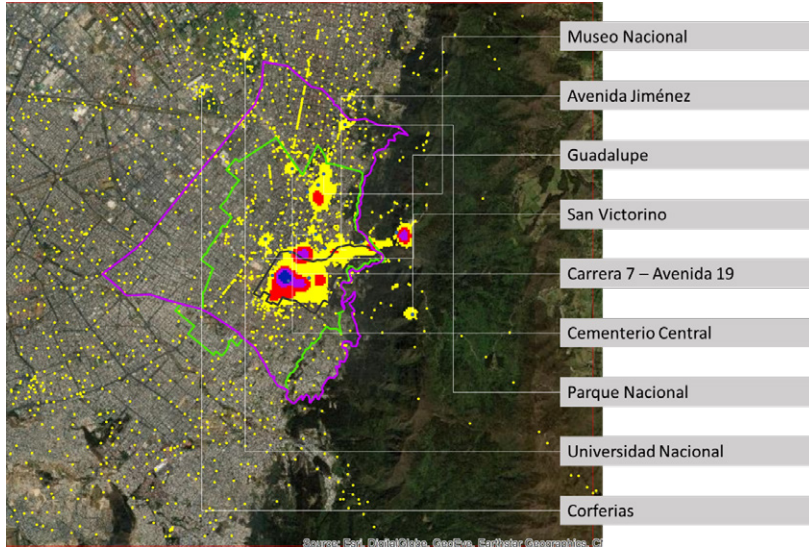 Museo Nacional
Avenida Jiménez
Guadalupe
San Victorino
Carrera 7 – Avenida 19
Cementerio Central
Parque Nacional
Universidad Nacional
Corferias
Source: Esri, DigitalGlobe, GeoEye, Earthstar Geographics, C